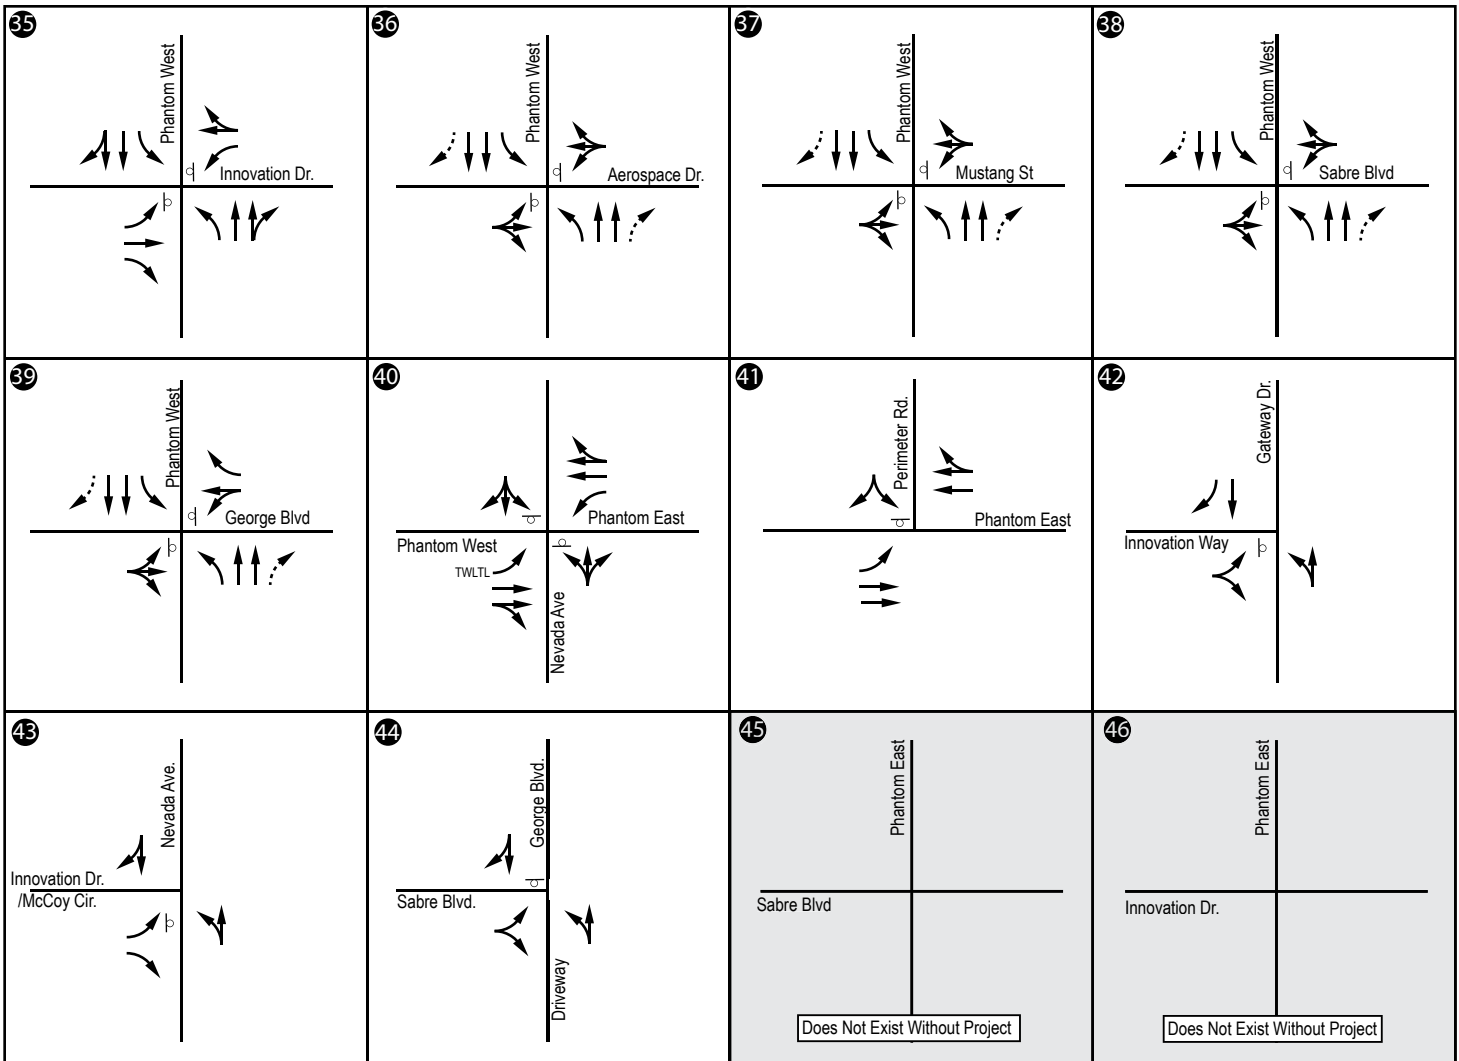 35
Phantom West
Innovation Dr.
36
Phantom West
Aerospace Dr.
37
Phantom West
Mustang St
38
Phantom West
Sabre Blvd
39
Phantom West
George Blvd
40
Phantom East
Phantom West
TWLTL
Nevada Ave
41
Perimeter Rd.
Phantom East
42
Gateway Dr.
Innovation Way
43
Nevada Ave.
Innovation Dr.
/McCoy Cir.
44
George Blvd.
Sabre Blvd.
Driveway
45
Phantom East
Sabre Blvd
Does Not Exist Without Project
46
Phantom East
Innovation Dr.
Does Not Exist Without Project